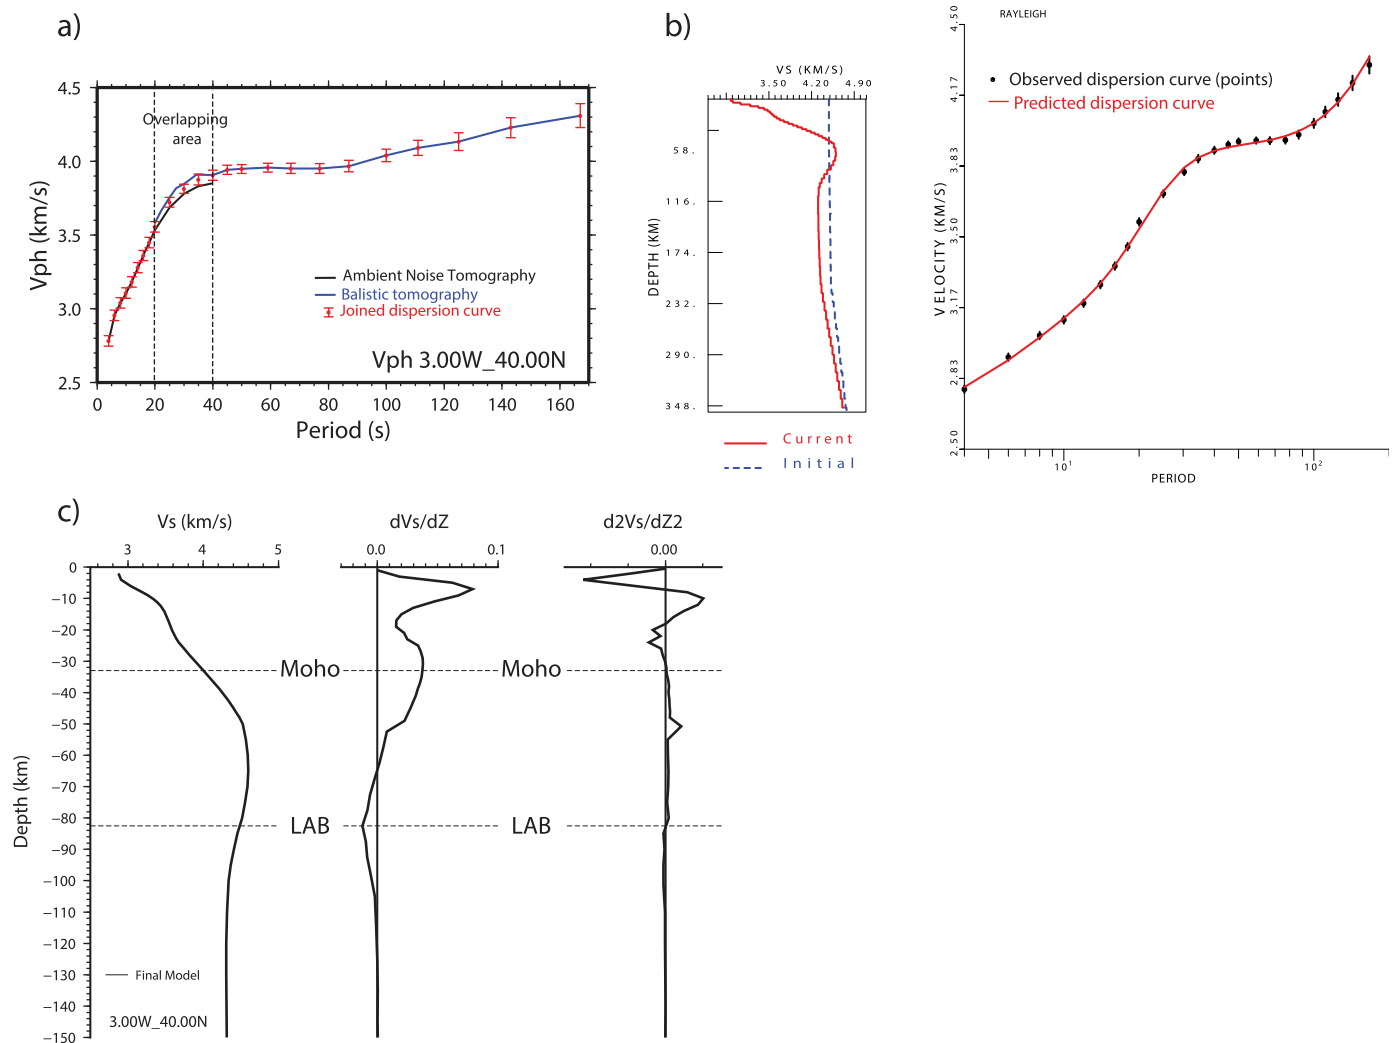 a)
4.5
4.0
3.5
3.0
2.5
Vph (km/s)
Overlapping
area
Ambient Noise Tomography
Balistic tomography
Joined dispersion curve
Vph 3.00W_40.00N
0 20 40 60 80 100 120 140 160
Period (s)
b)
VS (KM/S)
3.50 4.20 4.90
DEPTH (KM)
58.
116.
174.
232.
290.
348.
Current
Initial
RAYLEIGH
4.50
4.17
3.83
3.50
3.17
2.83
2.50
VELOCITY (KM/S)
Observed dispersion curve (points)
Predicted dispersion curve
10¹ 10²
PERIOD
c)
Vs (km/s) dVs/dZ d2Vs/dZ2
3 4 5 0.0 0.1 0.00
0
−10
−20
−30
−40
−50
−60
−70
−80
−90
−100
−110
−120
−130
−140
−150
Depth (km)
Moho Moho
LAB LAB
Final Model
3.00W_40.00N